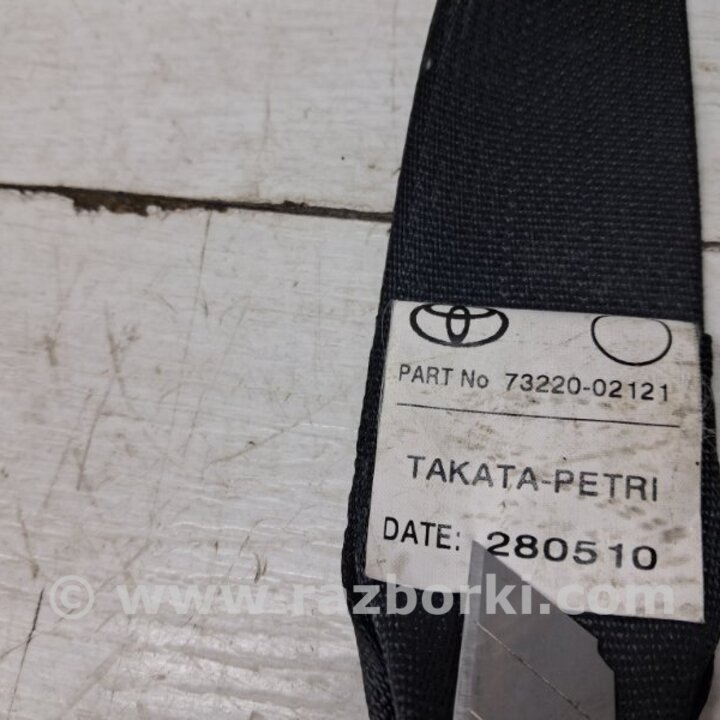 PART No 73220-02121
TAKATA-PETRI
DATE: 280510
© www.razborki.com